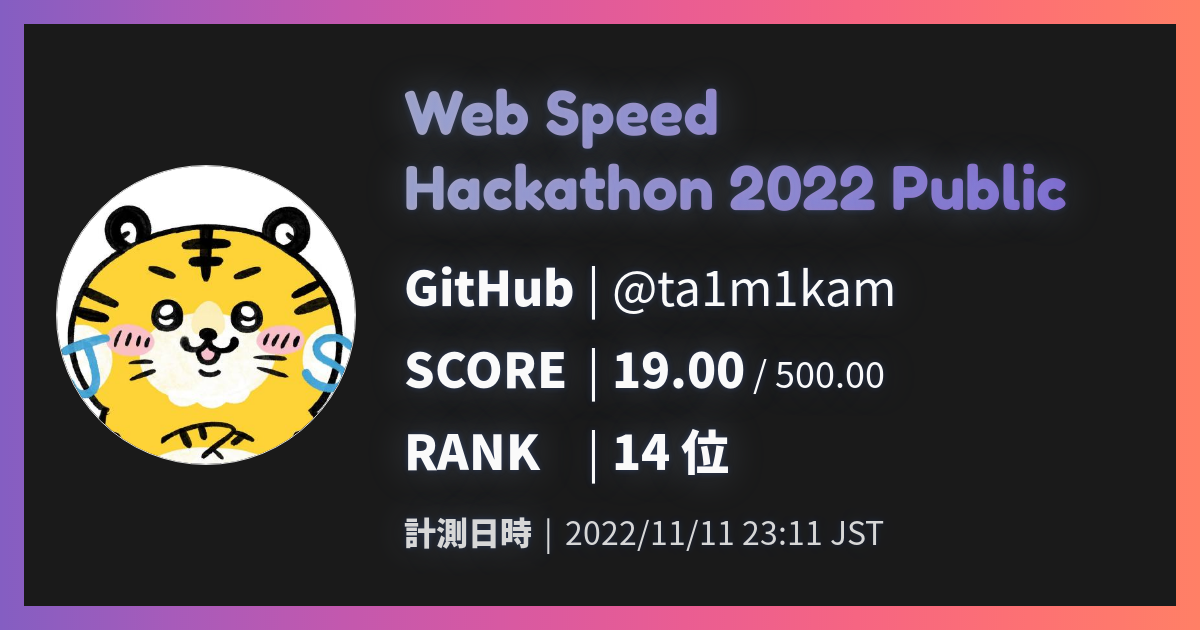 Web Speed
Hackathon 2022 Public
J S
GitHub | @ta1m1kam
SCORE | 19.00 / 500.00
RANK | 14 位
計測日時 | 2022/11/11 23:11 JST